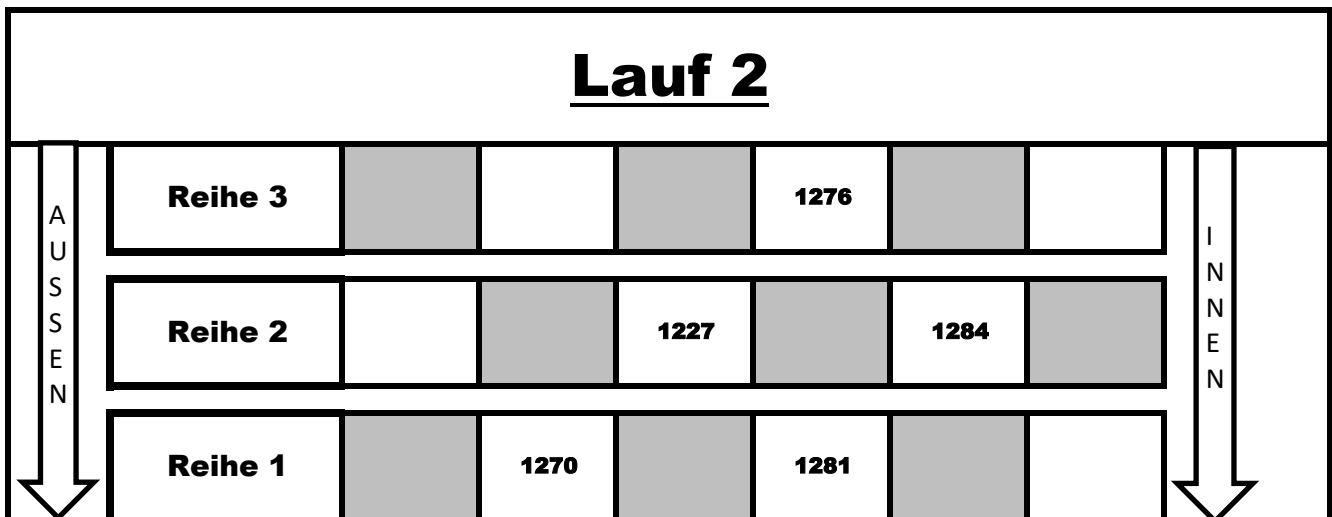 Lauf 2
AUSSEN
Reihe 3 1276
INNEN
Reihe 2 1227 1284
Reihe 1 1270 1281